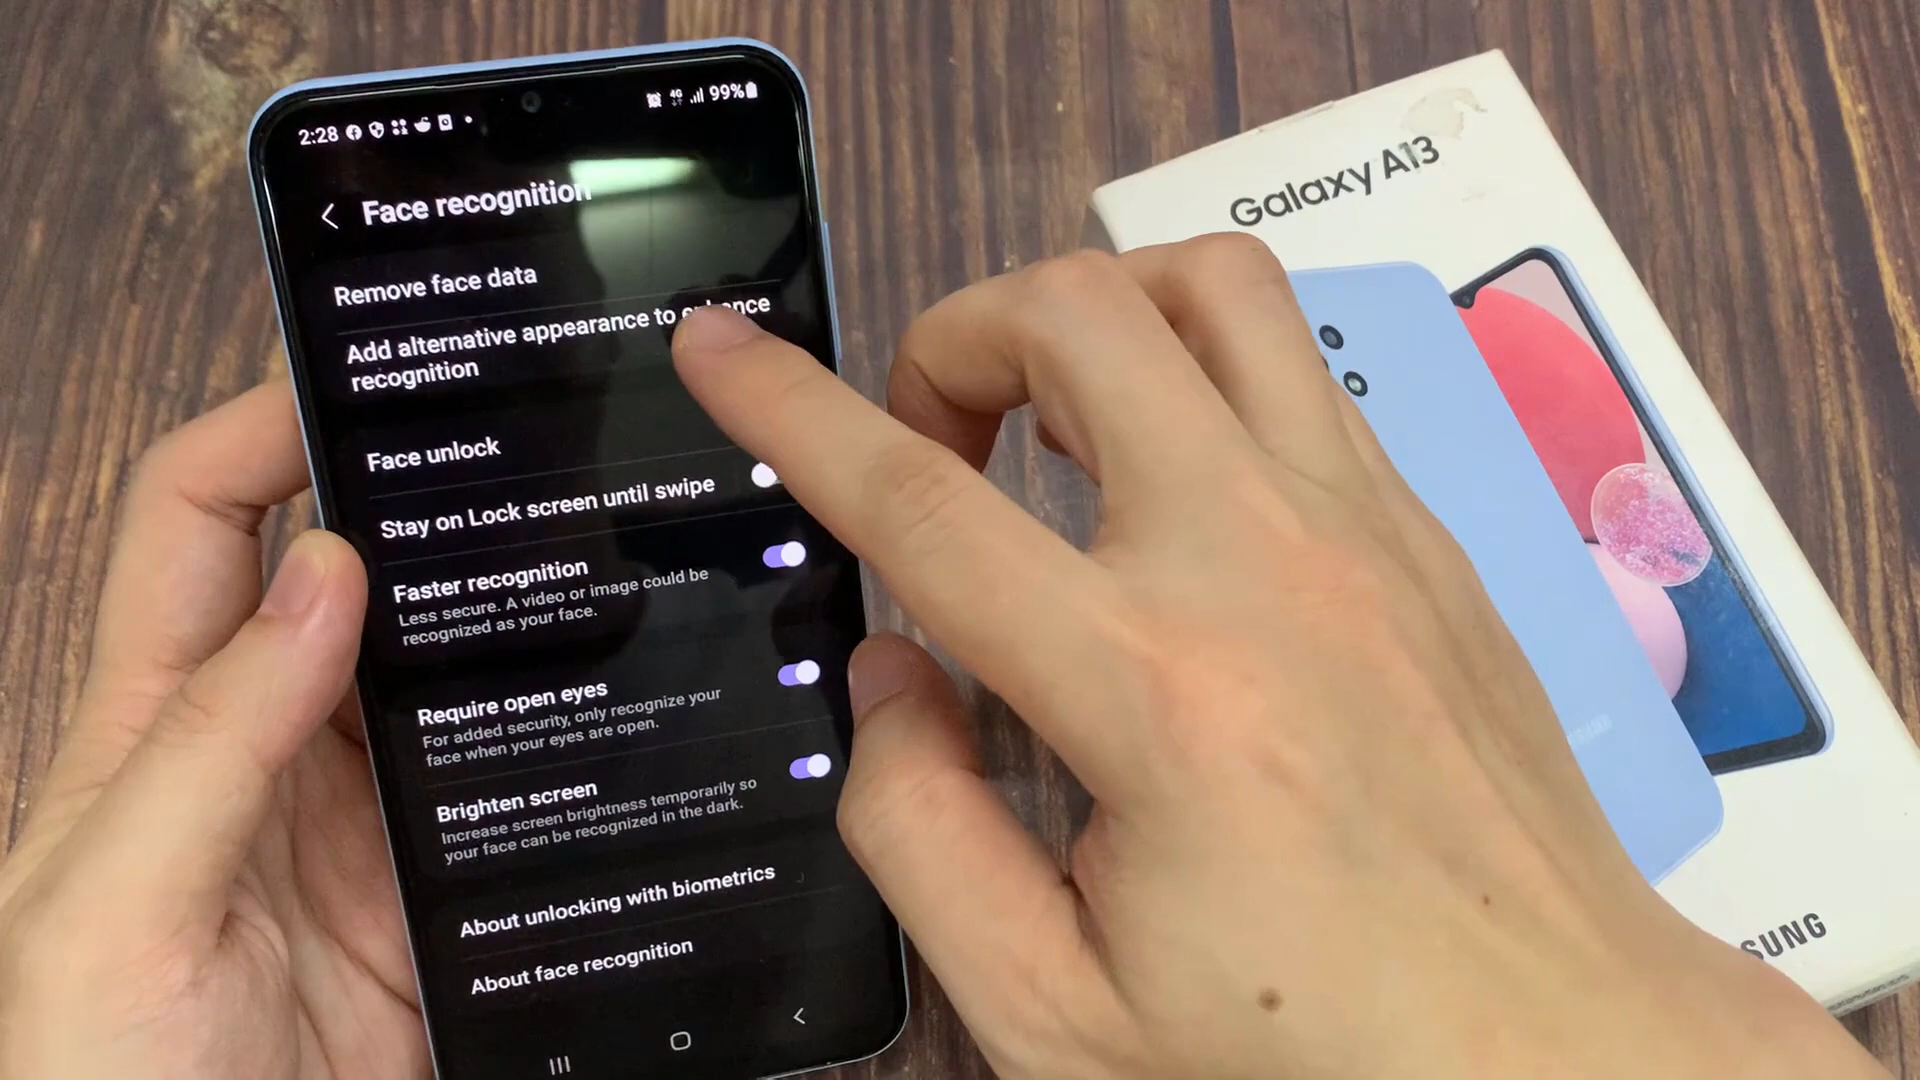 2:28
4G 99%
Face recognition
Remove face data
Add alternative appearance to enhance
recognition
Face unlock
Stay on Lock screen until swipe
Faster recognition
Less secure. A video or image could be
recognized as your face.
Require open eyes
For added security, only recognize your
face when your eyes are open.
Brighten screen
Increase screen brightness temporarily so
your face can be recognized in the dark.
About unlocking with biometrics
About face recognition
Galaxy A13
SUNG